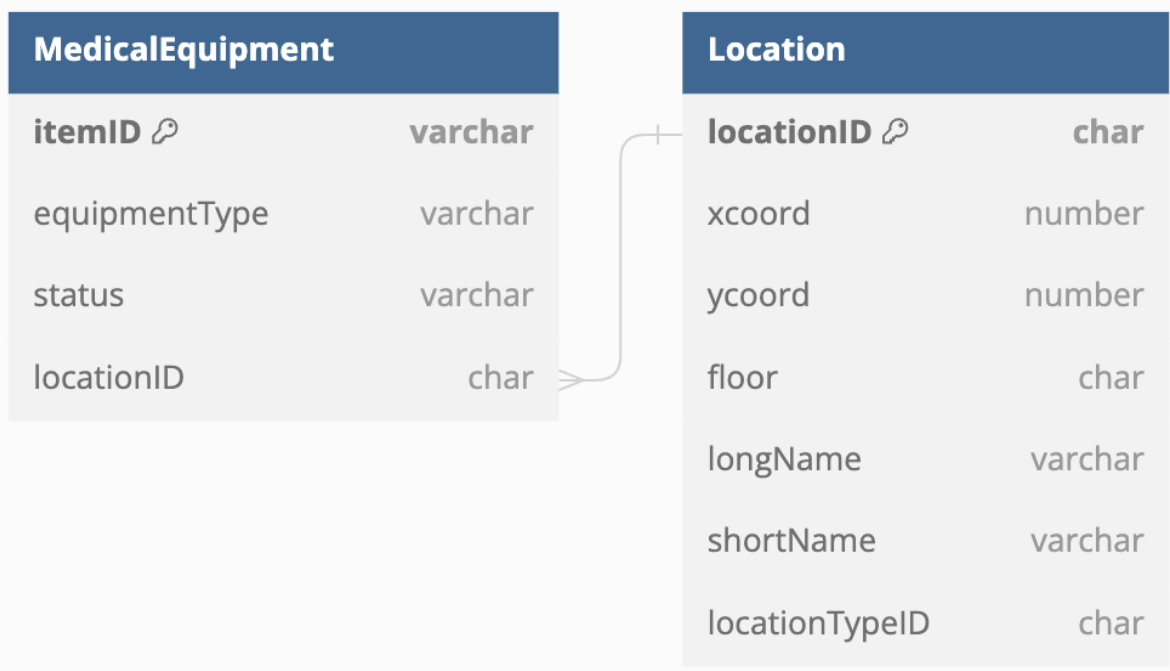 MedicalEquipment
itemID varchar
equipmentType varchar
status varchar
locationID char
Location
locationID char
xcoord number
ycoord number
floor char
longName varchar
shortName varchar
locationTypeID char